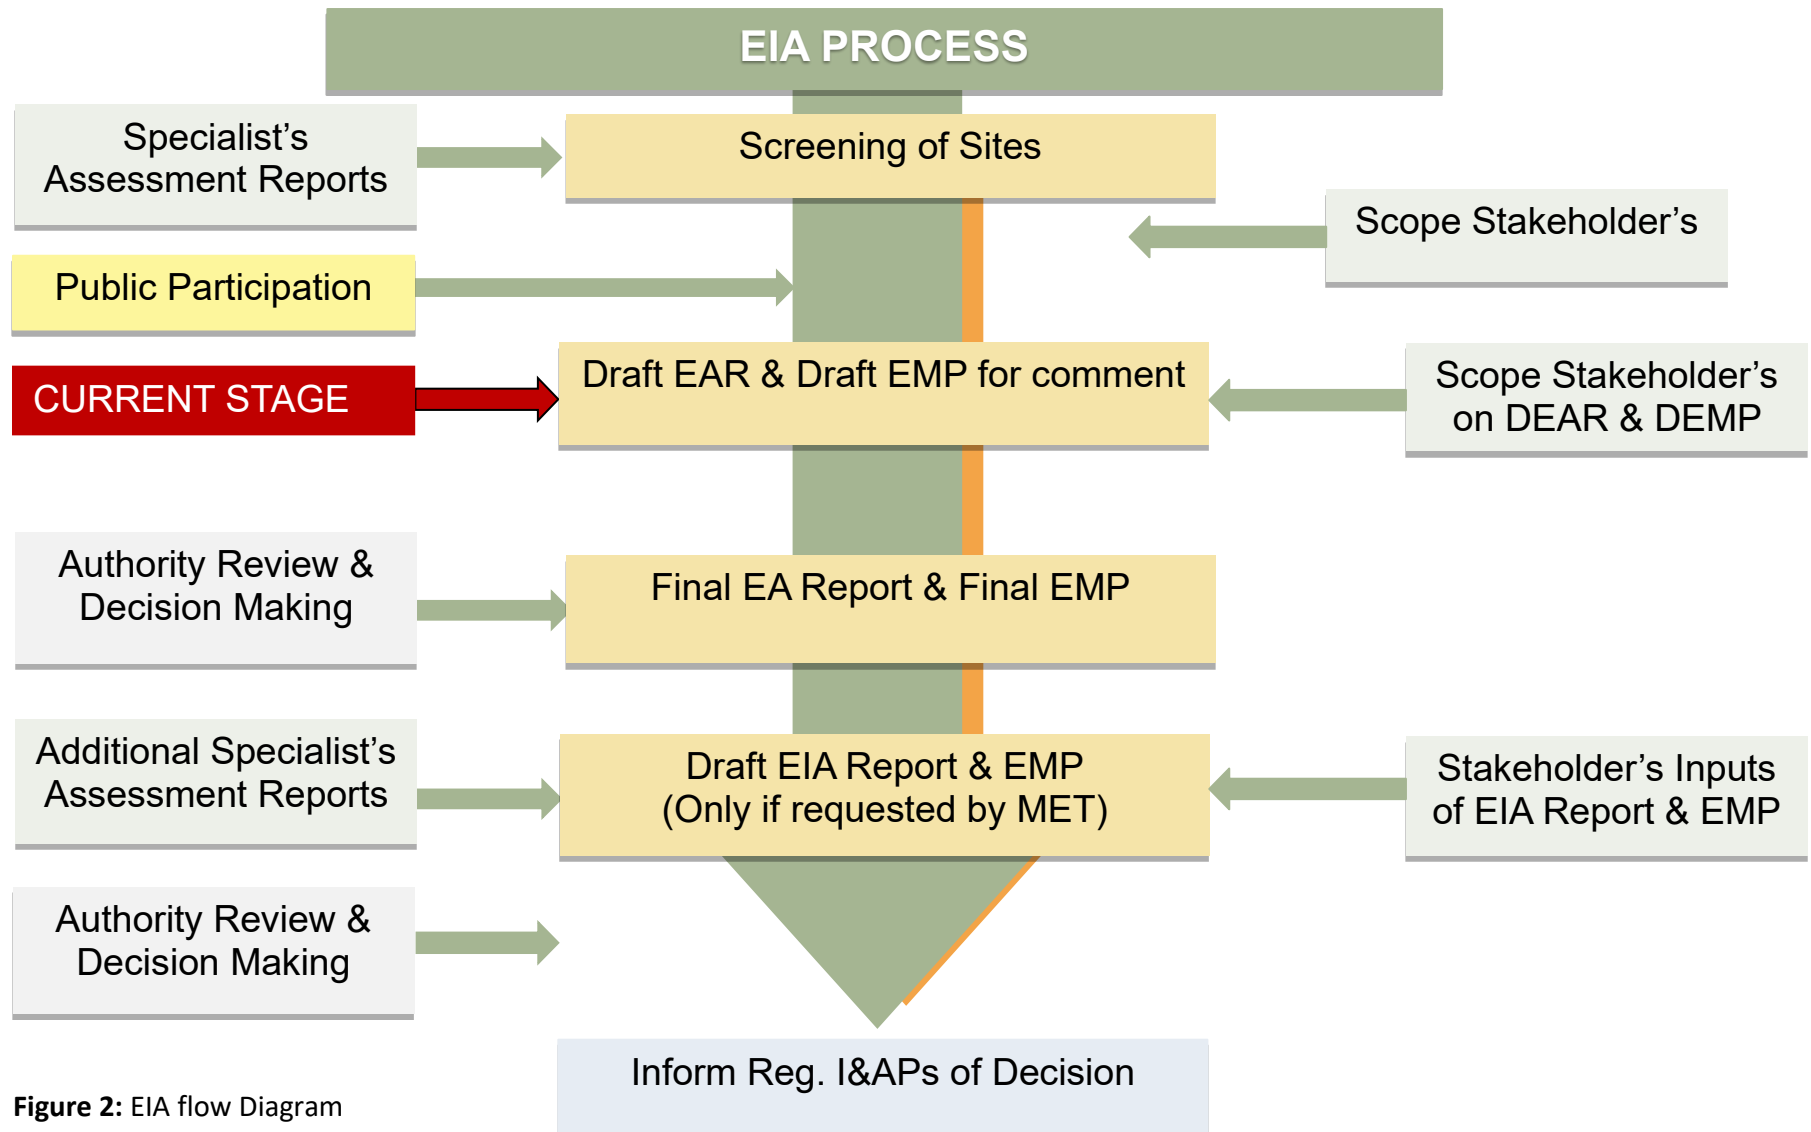 EIA PROCESS
Specialist's
Assessment Reports
Screening of Sites
Scope Stakeholder's
Public Participation
CURRENT STAGE
Draft EAR & Draft EMP for comment
Scope Stakeholder's
on DEAR & DEMP
Authority Review &
Decision Making
Final EA Report & Final EMP
Additional Specialist's
Assessment Reports
Draft EIA Report & EMP
(Only if requested by MET)
Stakeholder's Inputs
of EIA Report & EMP
Authority Review &
Decision Making
Inform Reg. I&APs of Decision
Figure 2: EIA flow Diagram